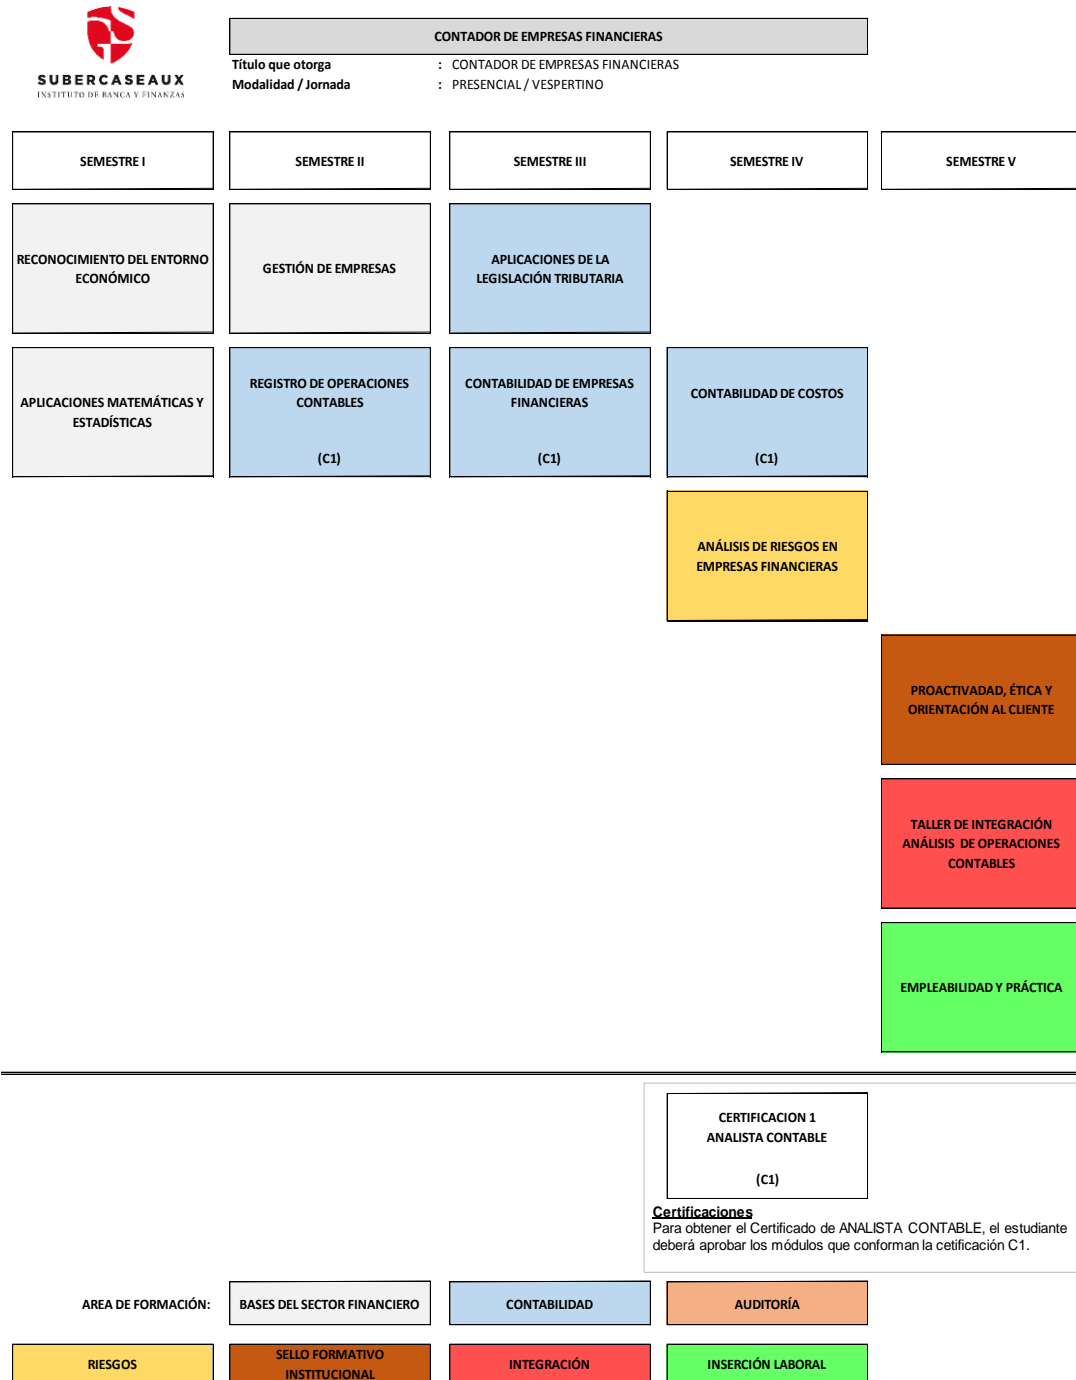 SUBERCASEAUX
INSTITUTO DE BANCA Y FINANZAS
CONTADOR DE EMPRESAS FINANCIERAS
Título que otorga : CONTADOR DE EMPRESAS FINANCIERAS
Modalidad / Jornada : PRESENCIAL / VESPERTINO
SEMESTRE I
SEMESTRE II
SEMESTRE III
SEMESTRE IV
SEMESTRE V
RECONOCIMIENTO DEL ENTORNO
ECONÓMICO
GESTIÓN DE EMPRESAS
APLICACIONES DE LA
LEGISLACIÓN TRIBUTARIA
APLICACIONES MATEMÁTICAS Y
ESTADÍSTICAS
REGISTRO DE OPERACIONES
CONTABLES
(C1)
CONTABILIDAD DE EMPRESAS
FINANCIERAS
(C1)
CONTABILIDAD DE COSTOS
(C1)
ANÁLISIS DE RIESGOS EN
EMPRESAS FINANCIERAS
PROACTIVADAD, ÉTICA Y
ORIENTACIÓN AL CLIENTE
TALLER DE INTEGRACIÓN
ANÁLISIS DE OPERACIONES
CONTABLES
EMPLEABILIDAD Y PRÁCTICA
CERTIFICACION 1
ANALISTA CONTABLE
(C1)
Certificaciones
Para obtener el Certificado de ANALISTA CONTABLE, el estudiante
deberá aprobar los módulos que conforman la cetificación C1.
AREA DE FORMACIÓN:
BASES DEL SECTOR FINANCIERO
CONTABILIDAD
AUDITORÍA
RIESGOS
SELLO FORMATIVO
INSTITUCIONAL
INTEGRACIÓN
INSERCIÓN LABORAL